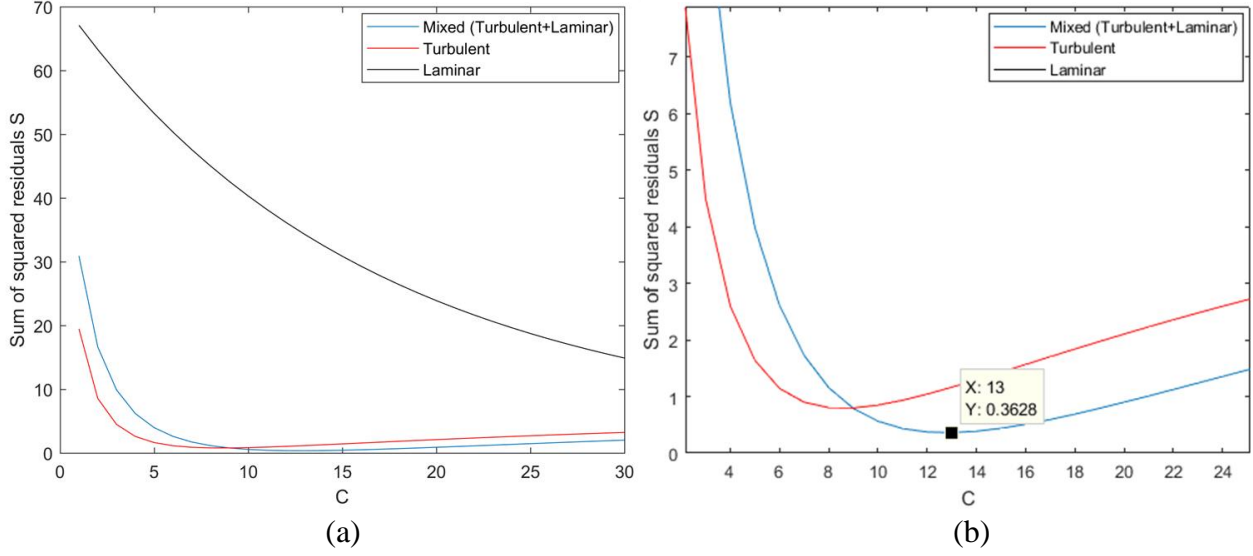 70
60
50
40
30
20
10
0
Sum of squared residuals S
0 5 10 15 20 25 30
C
Mixed (Turbulent+Laminar)
Turbulent
Laminar
(a)
7
6
5
4
3
2
1
0
Sum of squared residuals S
4 6 8 10 12 14 16 18 20 22 24
C
Mixed (Turbulent+Laminar)
Turbulent
Laminar
X: 13
Y: 0.3628
(b)